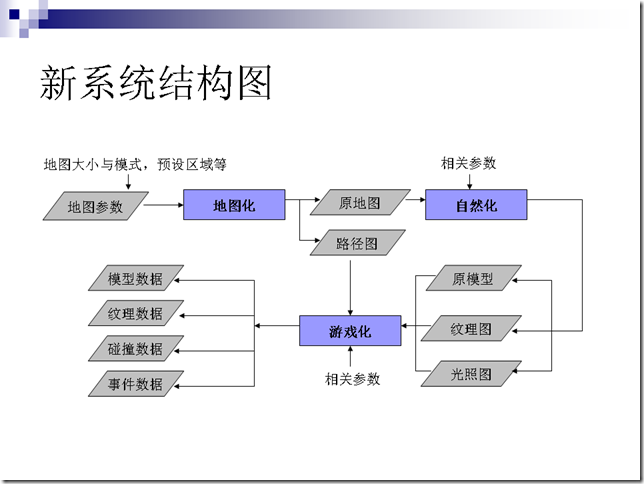 新系统结构图
地图大小与模式，预设区域等
相关参数
地图参数
地图化
原地图
自然化
路径图
模型数据
原模型
纹理数据
游戏化
纹理图
碰撞数据
相关参数
光照图
事件数据